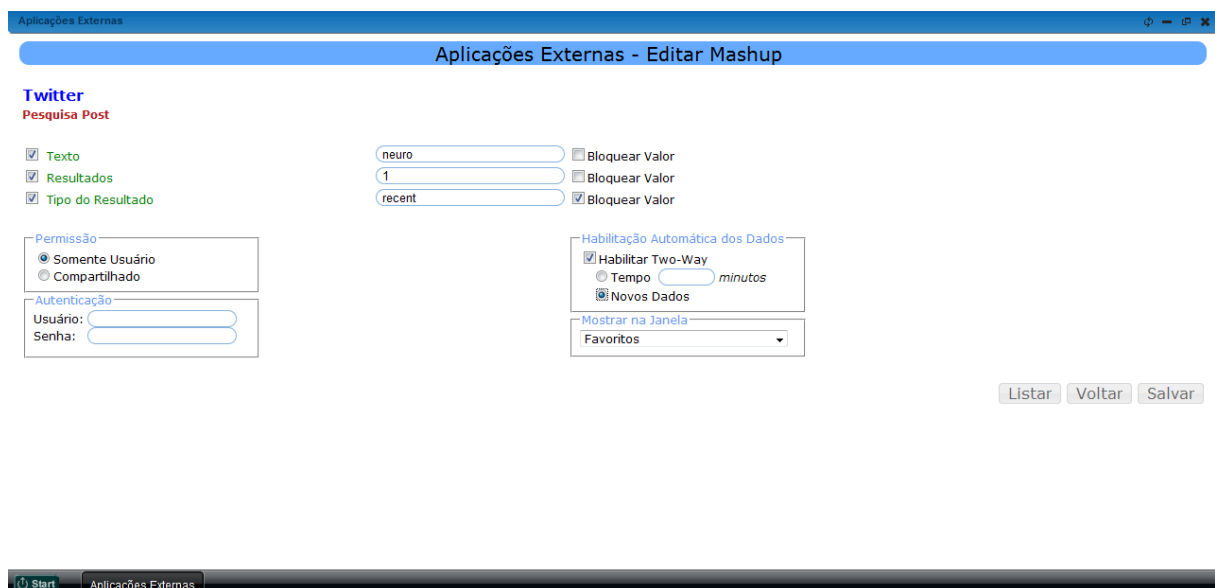 Aplicações Externas
Aplicações Externas - Editar Mashup
Twitter
Pesquisa Post
Texto neuro Bloquear Valor
Resultados 1 Bloquear Valor
Tipo do Resultado recent Bloquear Valor
Permissão
Somente Usuário
Compartilhado
Autenticação
Usuário:
Senha:
Habilitação Automática dos Dados
Habilitar Two-Way
Tempo minutos
Novos Dados
Mostrar na Janela
Favoritos
Listar Voltar Salvar
Start Aplicações Externas